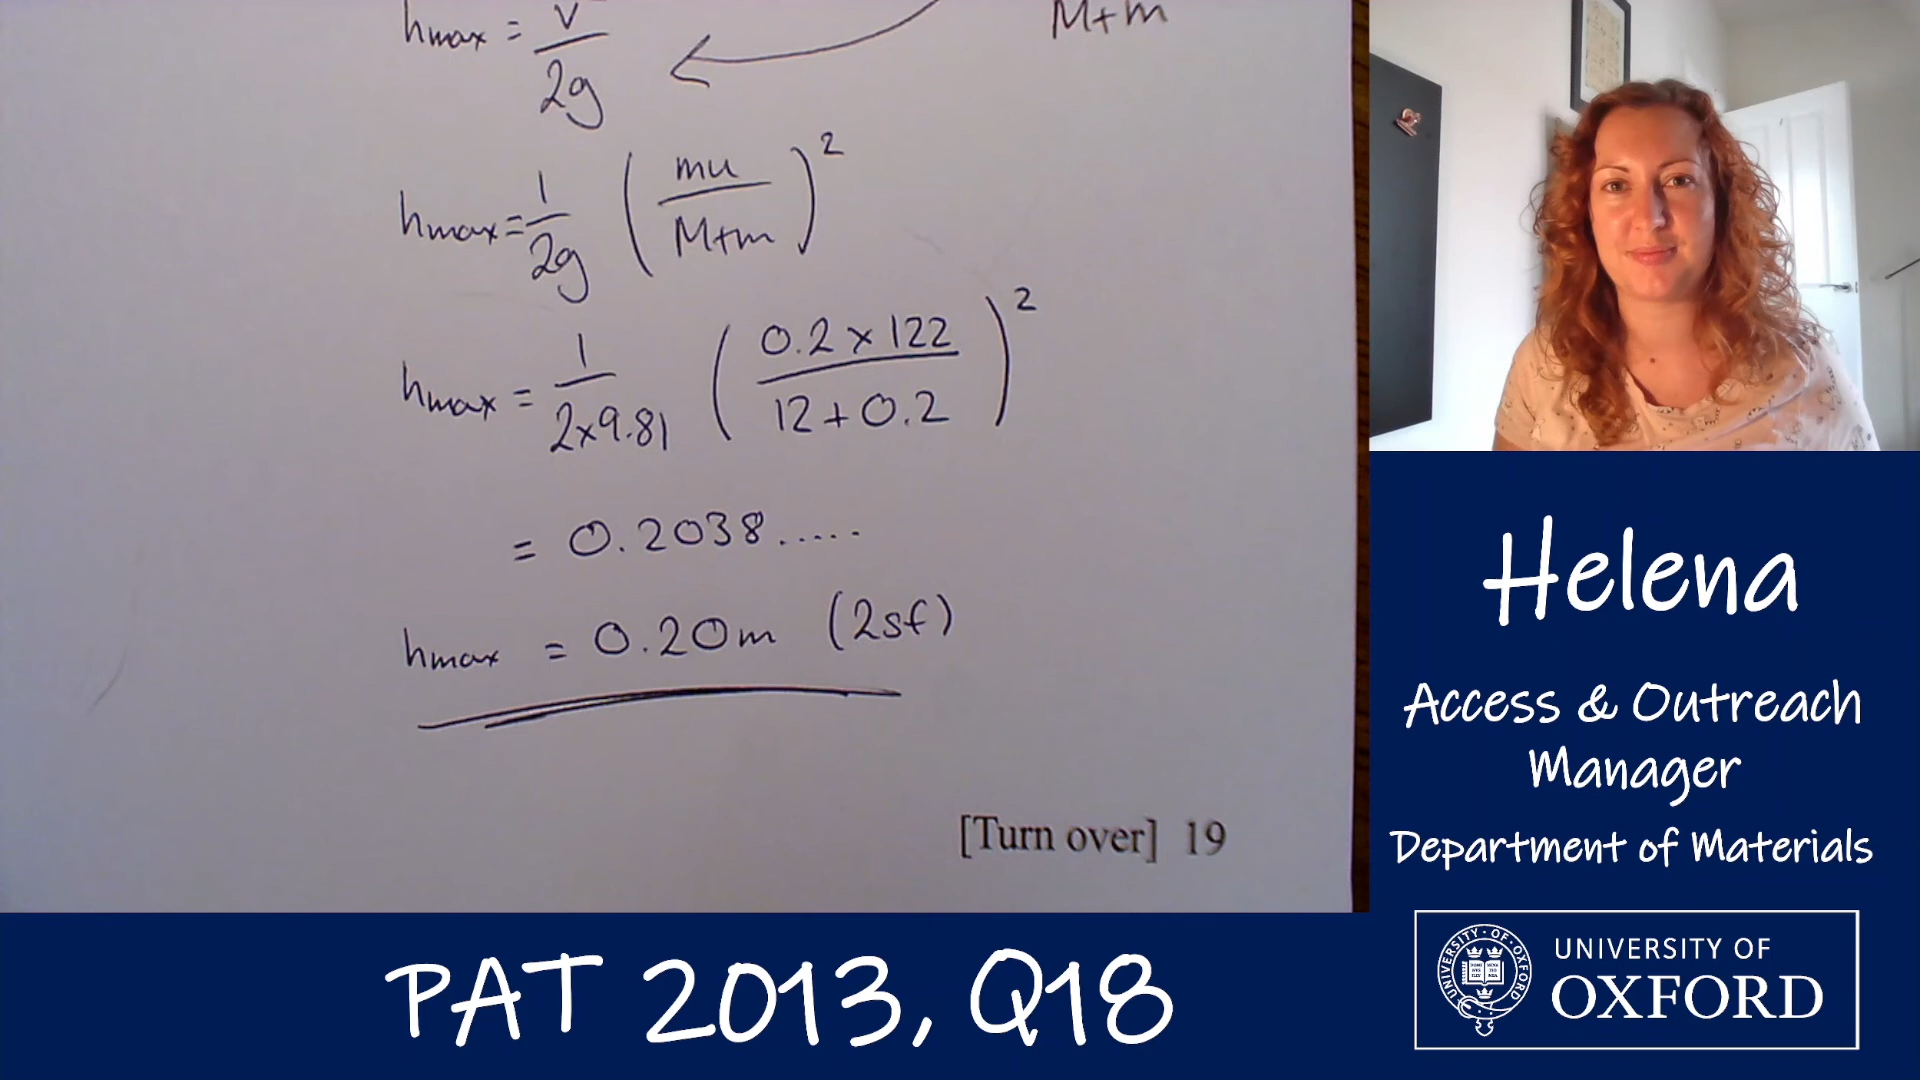 hmax = v / 2g
M+m
hmax = 1/2g (mu / M+m)²
hmax = 1/2×9.81 (0.2 × 122 / 12 + 0.2)²
= 0.2038.....
hmax = 0.20m (2sf)
[Turn over] 19
Helena
Access & Outreach
Manager
Department of Materials
UNIVERSITY OF
OXFORD
PAT 2013, Q18